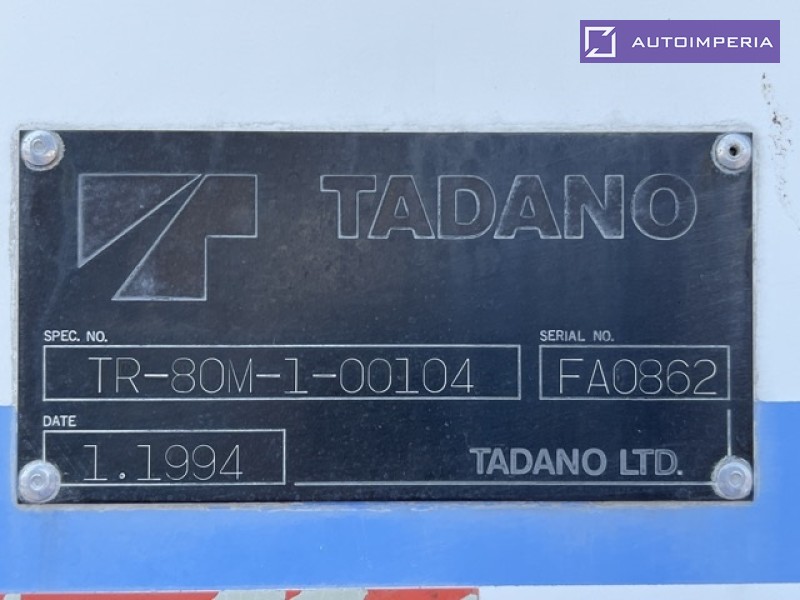 AUTOIMPERIA
TADANO
SPEC. NO.
SERIAL NO.
TR-80M-1-00104
FA0862
DATE
1.1994
TADANO LTD.